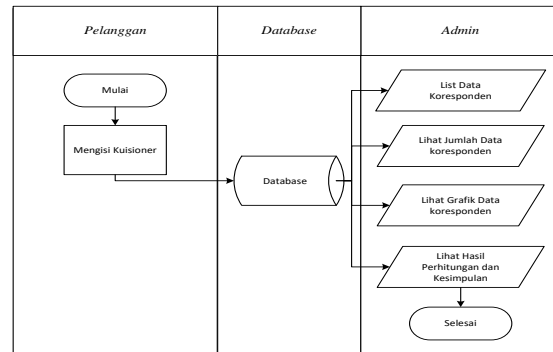 Pelanggan
Database
Admin
Mulai
Mengisi Kuisioner
Database
List Data
Koresponden
Lihat Jumlah Data
koresponden
Lihat Grafik Data
koresponden
Lihat Hasil
Perhitungan dan
Kesimpulan
Selesai